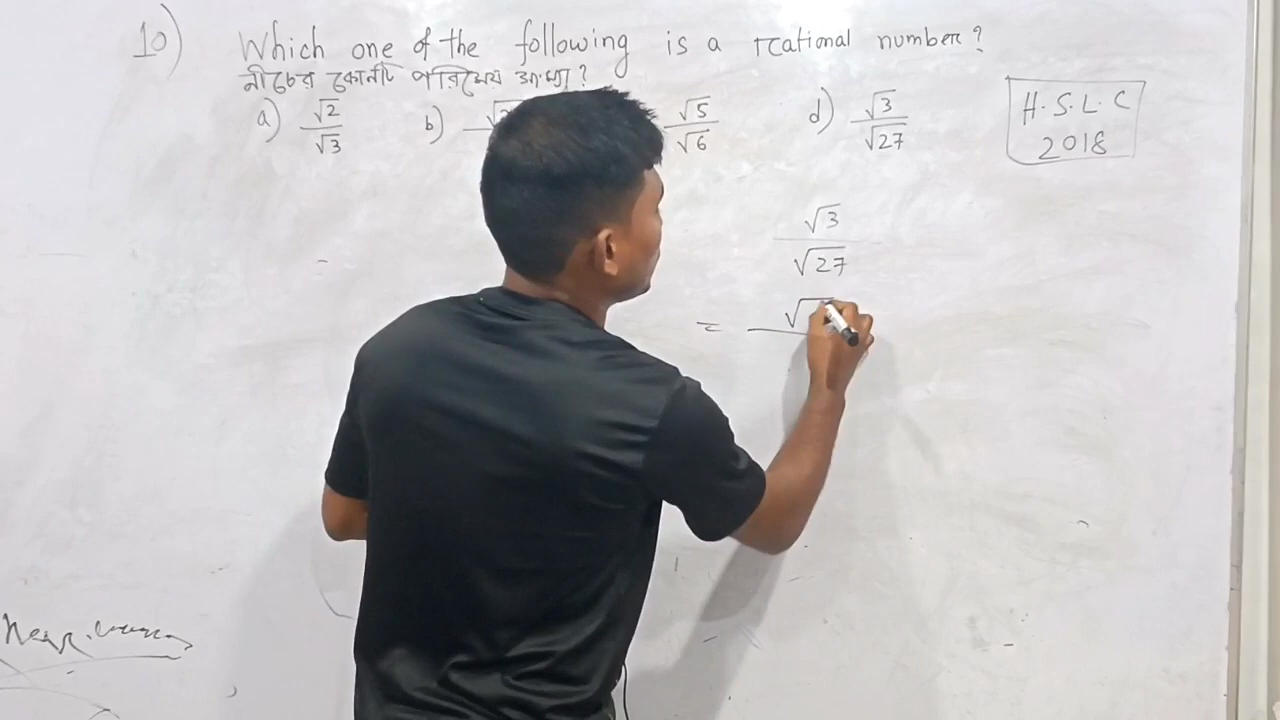 10) Which one of the following is a rational number?
নীচের কোনটি পৰিমেয় সংখ্যা?
a) √2/√3 b) √5/√6 d) √3/√27
H.S.L.C
2018
√3
√27
= √